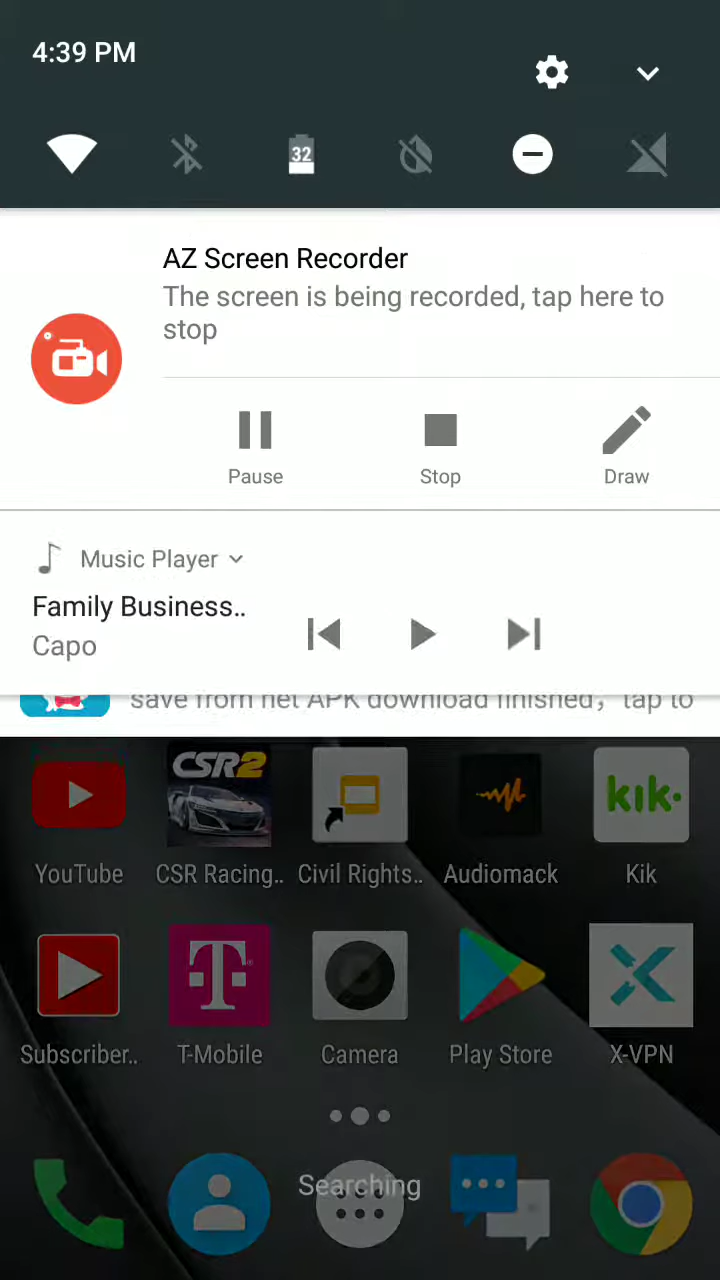 4:39 PM
32
AZ Screen Recorder
The screen is being recorded, tap here to
stop
Pause
Stop
Draw
Music Player
Family Business..
Capo
save from net APK download finished, tap to
CSR2
kik·
YouTube
CSR Racing..
Civil Rights..
Audiomack
Kik
T
Subscriber..
T-Mobile
Camera
Play Store
X-VPN
Searching